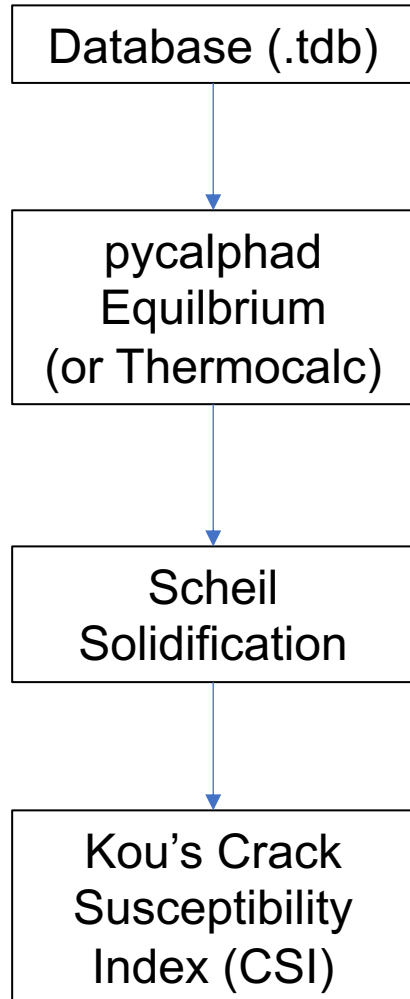 Database (.tdb)
pycalphad
Equilbrium
(or Thermocalc)
Scheil
Solidification
Kou's Crack
Susceptibility
Index (CSI)